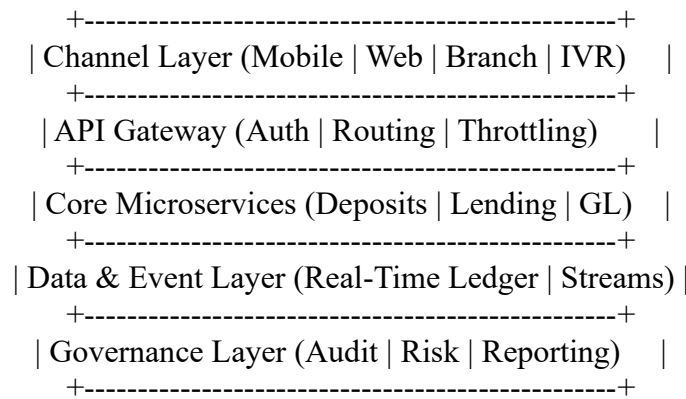 +--------------------------------------------------+
| Channel Layer (Mobile | Web | Branch | IVR) |
+--------------------------------------------------+
| API Gateway (Auth | Routing | Throttling) |
+--------------------------------------------------+
| Core Microservices (Deposits | Lending | GL) |
+--------------------------------------------------+
| Data & Event Layer (Real-Time Ledger | Streams) |
+--------------------------------------------------+
| Governance Layer (Audit | Risk | Reporting) |
+--------------------------------------------------+